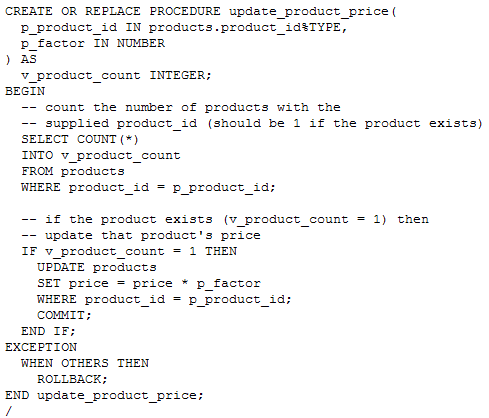 CREATE OR REPLACE PROCEDURE update_product_price(
  p_product_id IN products.product_id%TYPE,
  p_factor IN NUMBER
) AS
  v_product_count INTEGER;
BEGIN
  -- count the number of products with the
  -- supplied product_id (should be 1 if the product exists)
  SELECT COUNT(*)
  INTO v_product_count
  FROM products
  WHERE product_id = p_product_id;

  -- if the product exists (v_product_count = 1) then
  -- update that product's price
  IF v_product_count = 1 THEN
    UPDATE products
    SET price = price * p_factor
    WHERE product_id = p_product_id;
    COMMIT;
  END IF;
EXCEPTION
  WHEN OTHERS THEN
    ROLLBACK;
END update_product_price;
/